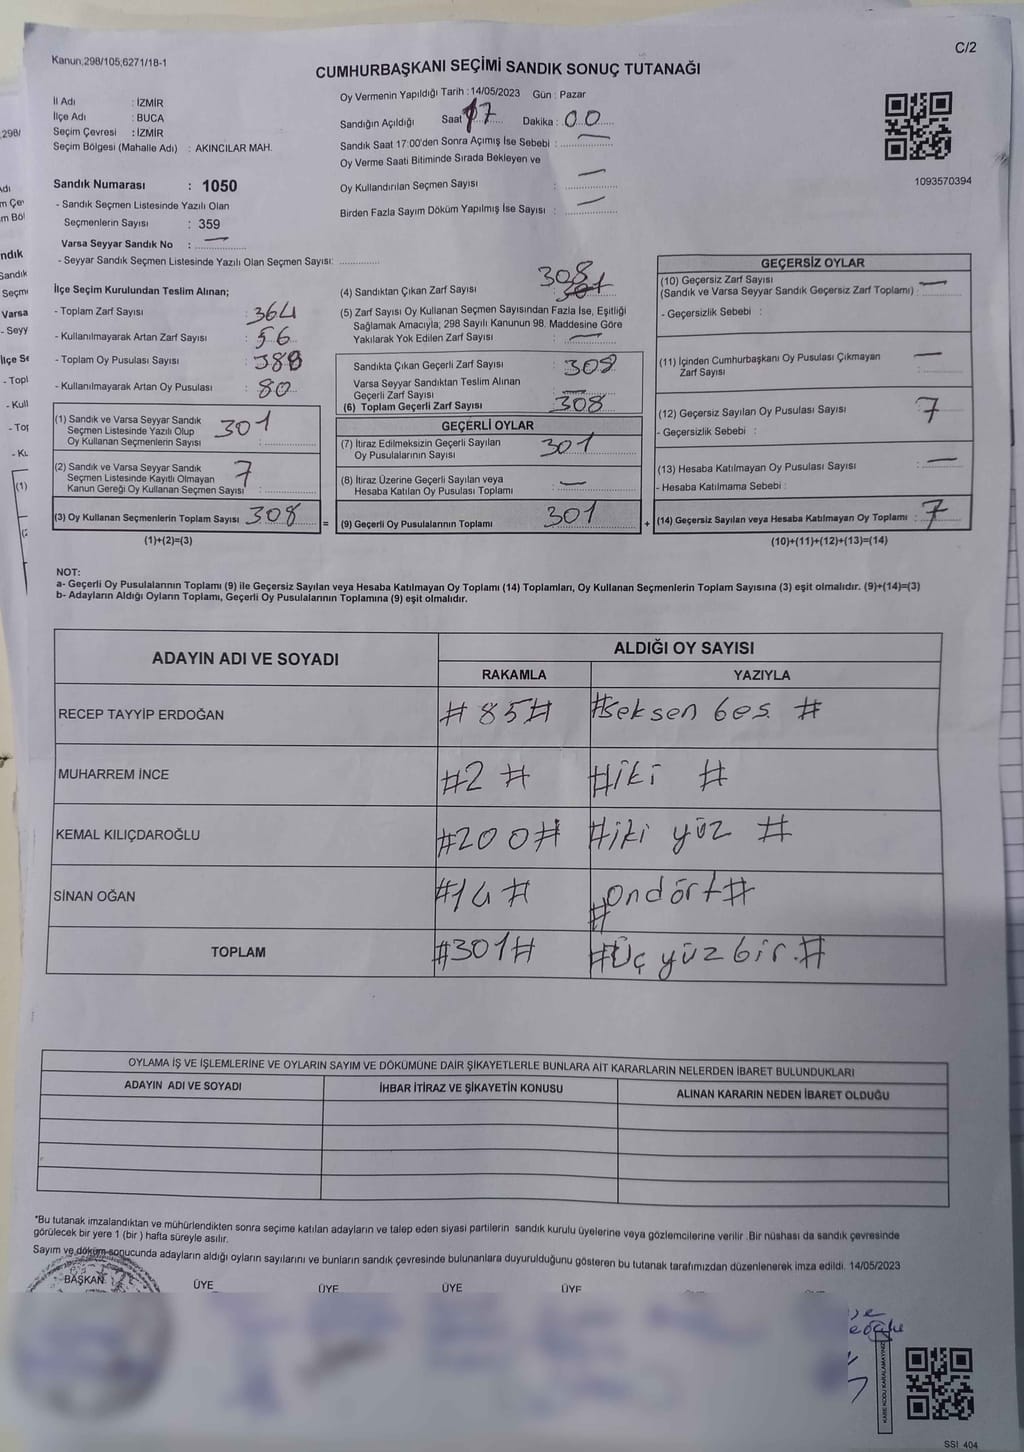 C/2
Kanun.298/105;6271/18-1
CUMHURBAŞKANI SEÇİMİ SANDIK SONUÇ TUTANAĞI
İl Adı : İZMİR
İlçe Adı : BUCA
Seçim Çevresi : İZMİR
Seçim Bölgesi (Mahalle Adı) : AKINCILAR MAH.
Oy Vermenin Yapıldığı Tarih : 14/05/2023 Gün : Pazar
Sandığın Açıldığı Saat 17 Dakika : 00
Sandık Saat 17:00'den Sonra Açımış İse Sebebi : —
Oy Verme Saati Bitiminde Sırada Bekleyen ve
Oy Kullandırılan Seçmen Sayısı : —
Birden Fazla Sayım Döküm Yapılmış İse Sayısı : —
1093570394
Sandık Numarası : 1050
- Sandık Seçmen Listesinde Yazılı Olan
Seçmenlerin Sayısı : 359
Varsa Seyyar Sandık No : —
- Seyyar Sandık Seçmen Listesinde Yazılı Olan Seçmen Sayısı: ..............
İlçe Seçim Kurulundan Teslim Alınan;
- Toplam Zarf Sayısı : 364
- Kullanılmayarak Artan Zarf Sayısı : 56
- Toplam Oy Pusulası Sayısı : 388
- Kullanılmayarak Artan Oy Pusulası : 80
(1) Sandık ve Varsa Seyyar Sandık
Seçmen Listesinde Yazılı Olup
Oy Kullanan Seçmenlerin Sayısı : 301
(2) Sandık ve Varsa Seyyar Sandık
Seçmen Listesinde Kayıtlı Olmayan
Kanun Gereği Oy Kullanan Seçmen Sayısı : 7
(3) Oy Kullanan Seçmenlerin Toplam Sayısı : 308
(1)+(2)=(3)
(4) Sandıktan Çıkan Zarf Sayısı 308
301
(5) Zarf Sayısı Oy Kullanan Seçmen Sayısından Fazla İse, Eşitliği
Sağlamak Amacıyla; 298 Sayılı Kanunun 98. Maddesine Göre
Yakılarak Yok Edilen Zarf Sayısı : —
Sandıkta Çıkan Geçerli Zarf Sayısı : 308
Varsa Seyyar Sandıktan Teslim Alınan
Geçerli Zarf Sayısı : —
(6) Toplam Geçerli Zarf Sayısı : 308
GEÇERLİ OYLAR
(7) İtiraz Edilmeksizin Geçerli Sayılan
Oy Pusulalarının Sayısı 301
(8) İtiraz Üzerine Geçerli Sayılan veya
Hesaba Katılan Oy Pusulası Toplamı : —
= (9) Geçerli Oy Pusulalarının Toplamı 301
GEÇERSİZ OYLAR
(10) Geçersiz Zarf Sayısı
(Sandık ve Varsa Seyyar Sandık Geçersiz Zarf Toplamı) : —
- Geçersizlik Sebebi :
(11) İçinden Cumhurbaşkanı Oy Pusulası Çıkmayan
Zarf Sayısı : —
(12) Geçersiz Sayılan Oy Pusulası Sayısı : 7
- Geçersizlik Sebebi :
(13) Hesaba Katılmayan Oy Pusulası Sayısı : —
- Hesaba Katılmama Sebebi :
+ (14) Geçersiz Sayılan veya Hesaba Katılmayan Oy Toplamı : 7
(10)+(11)+(12)+(13)=(14)
NOT:
a- Geçerli Oy Pusulalarının Toplamı (9) ile Geçersiz Sayılan veya Hesaba Katılmayan Oy Toplamı (14) Toplamları, Oy Kullanan Seçmenlerin Toplam Sayısına (3) eşit olmalıdır. (9)+(14)=(3)
b- Adayların Aldığı Oyların Toplamı, Geçerli Oy Pusulalarının Toplamına (9) eşit olmalıdır.
ADAYIN ADI VE SOYADI ALDIĞI OY SAYISI
RAKAMLA YAZIYLA
RECEP TAYYİP ERDOĞAN #85# #seksen beş. #
MUHARREM İNCE #2 # #iki #
KEMAL KILIÇDAROĞLU #200# #iki yüz #
SİNAN OĞAN #14# #ondört#
TOPLAM #301# #Üç yüz bir.#
OYLAMA İŞ VE İŞLEMLERİNE VE OYLARIN SAYIM VE DÖKÜMÜNE DAİR ŞİKAYETLERLE BUNLARA AİT KARARLARIN NELERDEN İBARET BULUNDUKLARI
ADAYIN ADI VE SOYADI İHBAR İTİRAZ VE ŞİKAYETİN KONUSU ALINAN KARARIN NEDEN İBARET OLDUĞU
*Bu tutanak imzalandıktan ve mühürlendikten sonra seçime katılan adayların ve talep eden siyasi partilerin sandık kurulu üyelerine veya gözlemcilerine verilir .Bir nüshası da sandık çevresinde
görülecek bir yere 1 (bir ) hafta süreyle asılır.
Sayım ve döküm sonucunda adayların aldığı oyların sayılarını ve bunların sandık çevresinde bulunanlara duyurulduğunu gösteren bu tutanak tarafımızdan düzenlenerek imza edildi. 14/05/2023
BAŞKAN ÜYE ÜYE ÜYE ÜYE
KARE KODU KARALAMAYINIZ
SSI 404